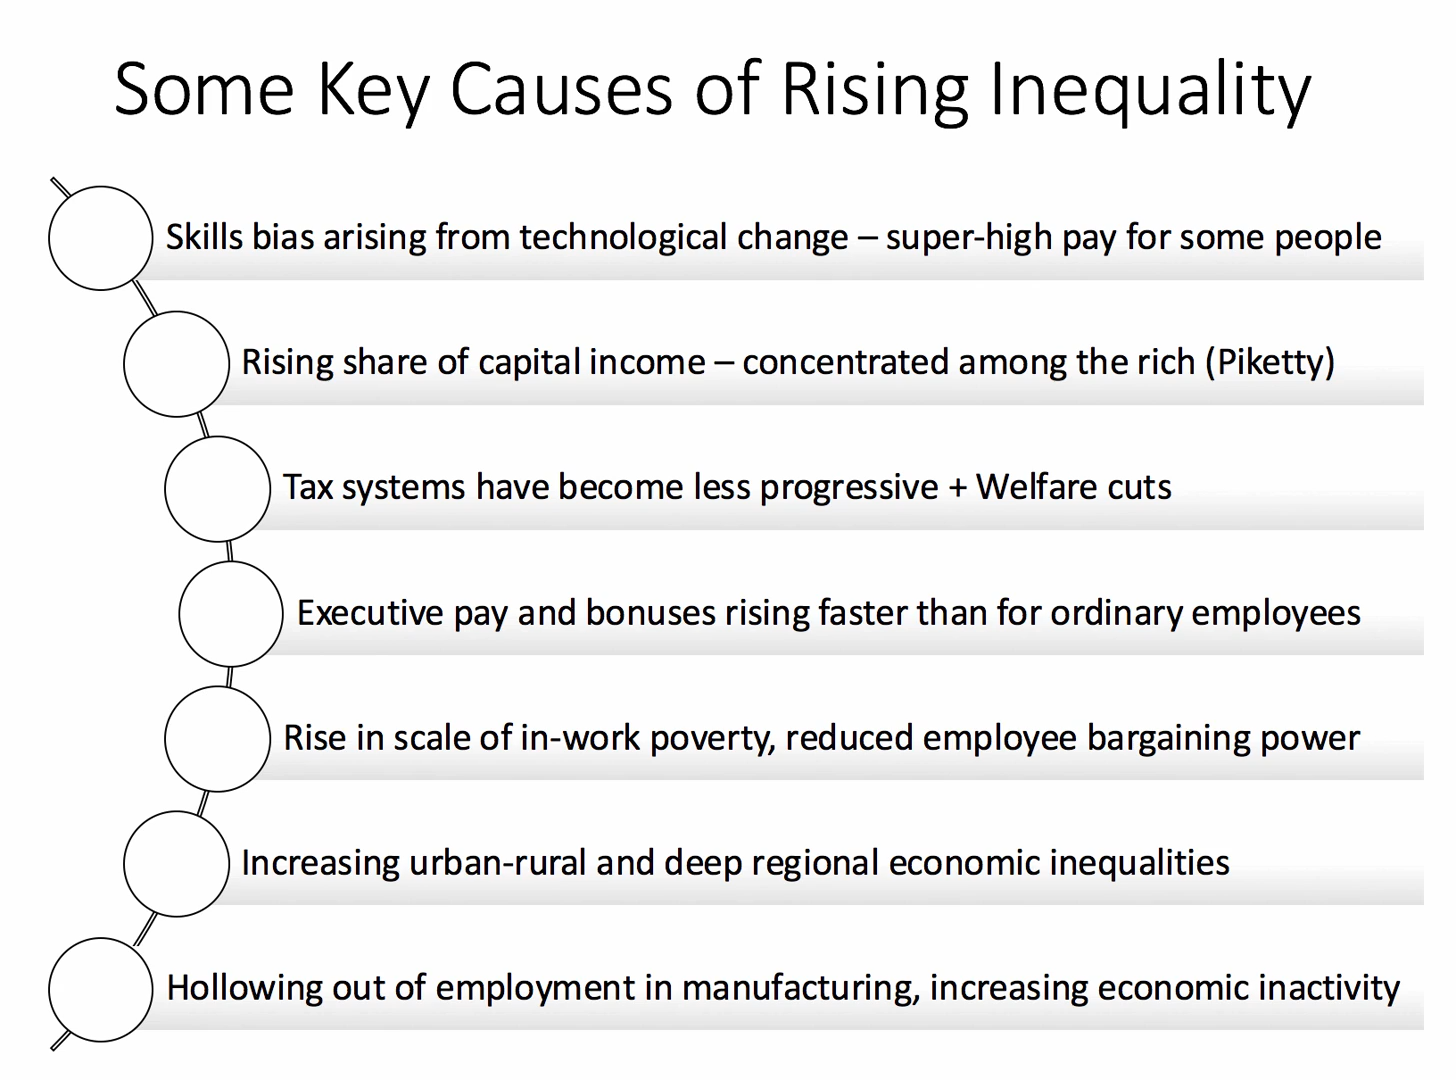 Some Key Causes of Rising Inequality
Skills bias arising from technological change – super-high pay for some people
Rising share of capital income – concentrated among the rich (Piketty)
Tax systems have become less progressive + Welfare cuts
Executive pay and bonuses rising faster than for ordinary employees
Rise in scale of in-work poverty, reduced employee bargaining power
Increasing urban-rural and deep regional economic inequalities
Hollowing out of employment in manufacturing, increasing economic inactivity